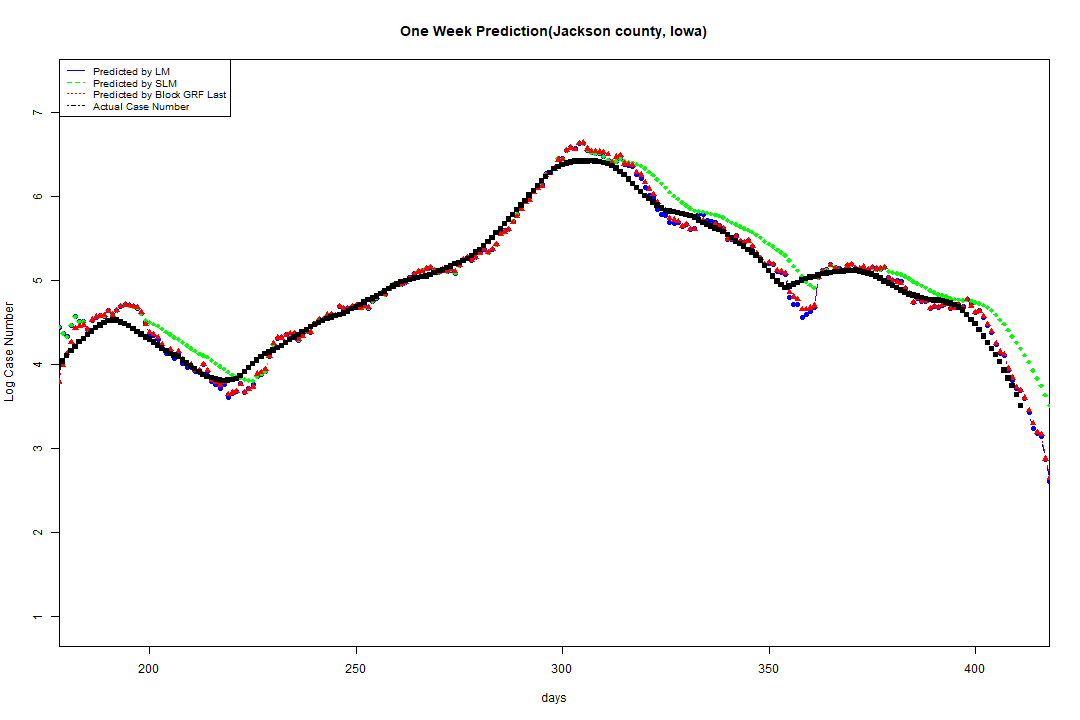 One Week Prediction(Jackson county, Iowa)
Predicted by LM
Predicted by SLM
Predicted by Block GRF Last
Actual Case Number
7
6
5
4
3
2
1
Log Case Number
200 250 300 350 400
days